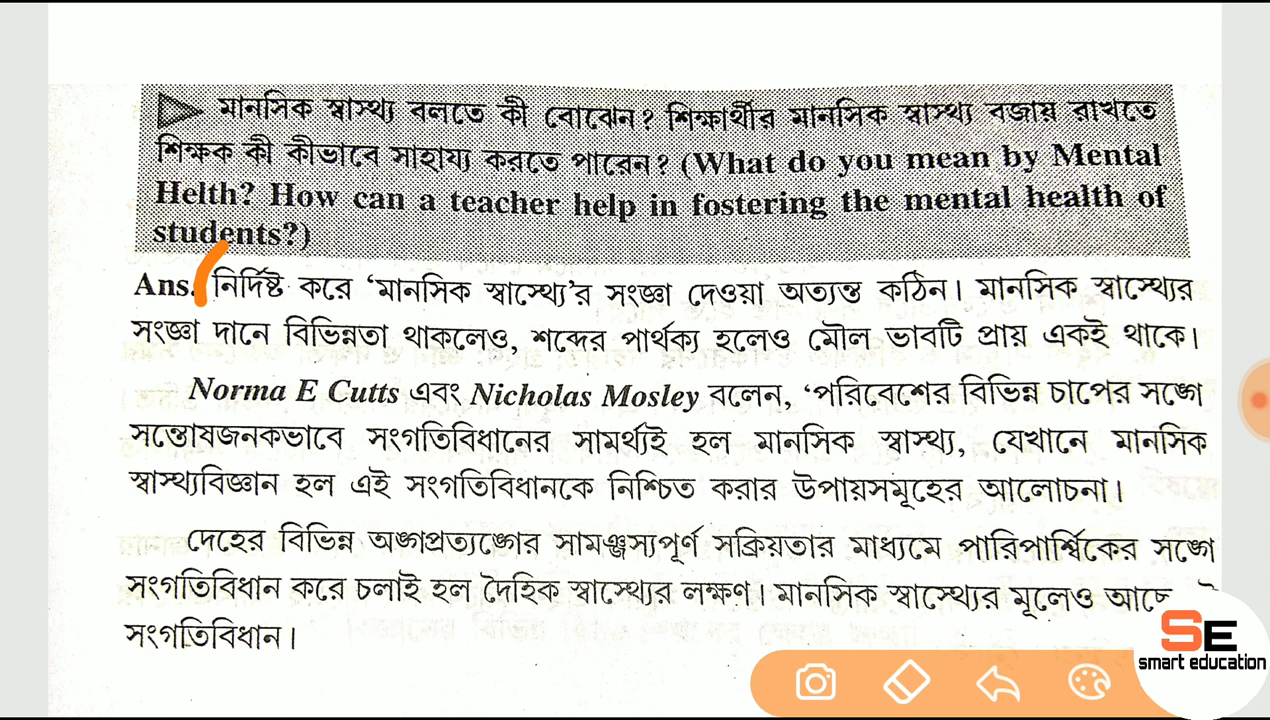 মানসিক স্বাস্থ্য বলতে কী বোঝেন? শিক্ষার্থীর মানসিক স্বাস্থ্য বজায় রাখতে
শিক্ষক কী কীভাবে সাহায্য করতে পারেন? (What do you mean by Mental
Helth? How can a teacher help in fostering the mental health of
students?)
Ans. নির্দিষ্ট করে ‘মানসিক স্বাস্থ্যে’র সংজ্ঞা দেওয়া অত্যন্ত কঠিন। মানসিক স্বাস্থ্যের
সংজ্ঞা দানে বিভিন্নতা থাকলেও, শব্দের পার্থক্য হলেও মৌল ভাবটি প্রায় একই থাকে।
Norma E Cutts এবং Nicholas Mosley বলেন, ‘পরিবেশের বিভিন্ন চাপের সঙ্গে
সন্তোষজনকভাবে সংগতিবিধানের সামর্থ্যই হল মানসিক স্বাস্থ্য, যেখানে মানসিক
স্বাস্থ্যবিজ্ঞান হল এই সংগতিবিধানকে নিশ্চিত করার উপায়সমূহের আলোচনা।
দেহের বিভিন্ন অঙ্গপ্রত্যঙ্গের সামঞ্জস্যপূর্ণ সক্রিয়তার মাধ্যমে পারিপার্শ্বিকের সঙ্গে
সংগতিবিধান করে চলাই হল দৈহিক স্বাস্থ্যের লক্ষণ। মানসিক স্বাস্থ্যের মূলেও আছে
সংগতিবিধান।
SE
smart education